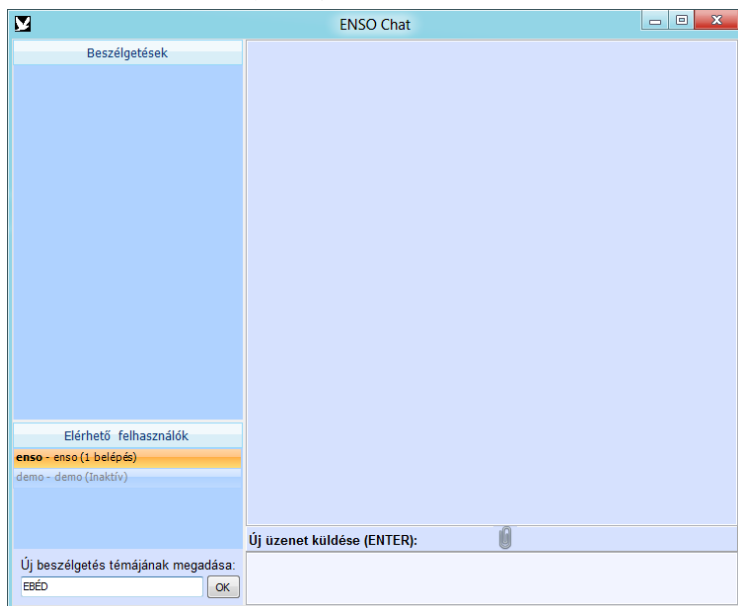 ENSO Chat
Beszélgetések
Elérhető felhasználók
enso - enso (1 belépés)
demo - demo (Inaktív)
Új beszélgetés témájának megadása:
EBÉD
OK
Új üzenet küldése (ENTER):